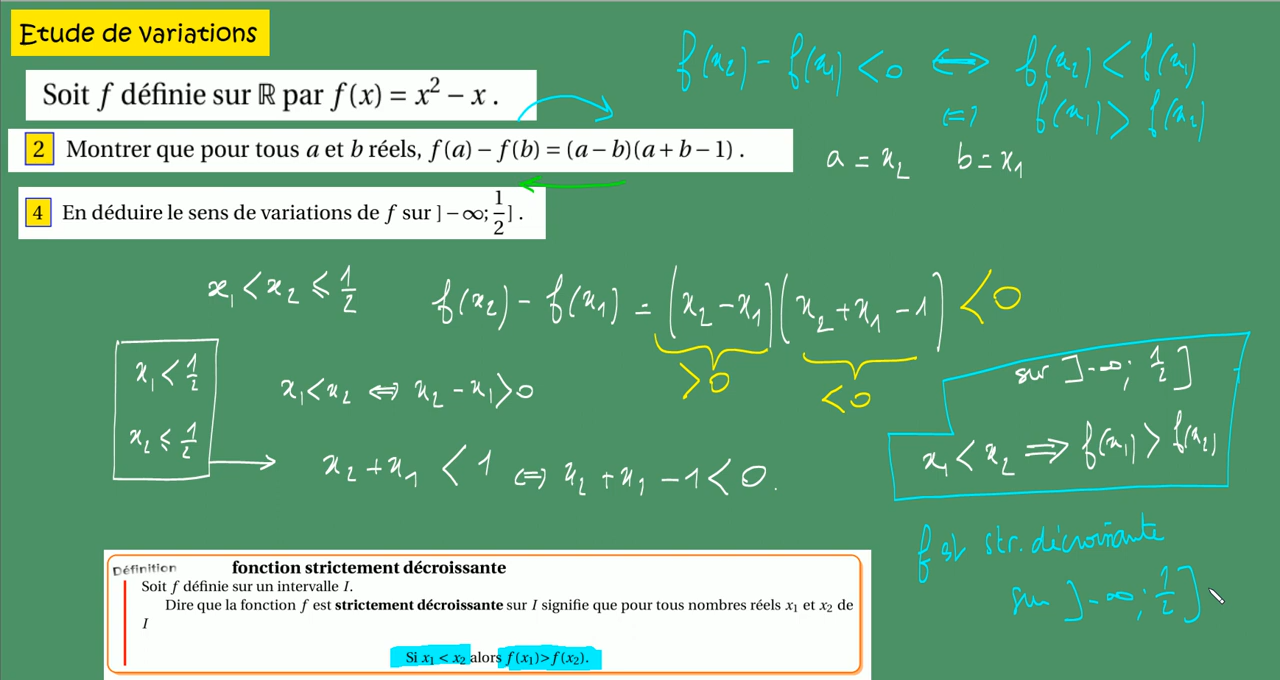 Etude de variations
Soit f définie sur ℝ par f(x) = x² − x .
f(x₂) − f(x₁) < 0 ⟺ f(x₂) < f(x₁)
⟺ f(x₁) > f(x₂)
2 Montrer que pour tous a et b réels, f(a) − f(b) = (a − b)(a + b − 1) .
a = x₂ b = x₁
4 En déduire le sens de variations de f sur ] − ∞; 1/2] .
x₁ < x₂ ⩽ 1/2 f(x₂) − f(x₁) = (x₂ − x₁)(x₂ + x₁ − 1) < 0
> 0 < 0
x₁ < 1/2
x₂ ⩽ 1/2
x₁ < x₂ ⟺ x₂ − x₁ > 0
x₂ + x₁ < 1 ⟺ x₂ + x₁ − 1 < 0.
sur ] − ∞; 1/2]
x₁ < x₂ ⟹ f(x₁) > f(x₂)
f est str. décroissante
sur ] − ∞; 1/2]
Définition fonction strictement décroissante
Soit f définie sur un intervalle I.
Dire que la fonction f est strictement décroissante sur I signifie que pour tous nombres réels x₁ et x₂ de
I
Si x₁ < x₂ alors f(x₁)>f(x₂).